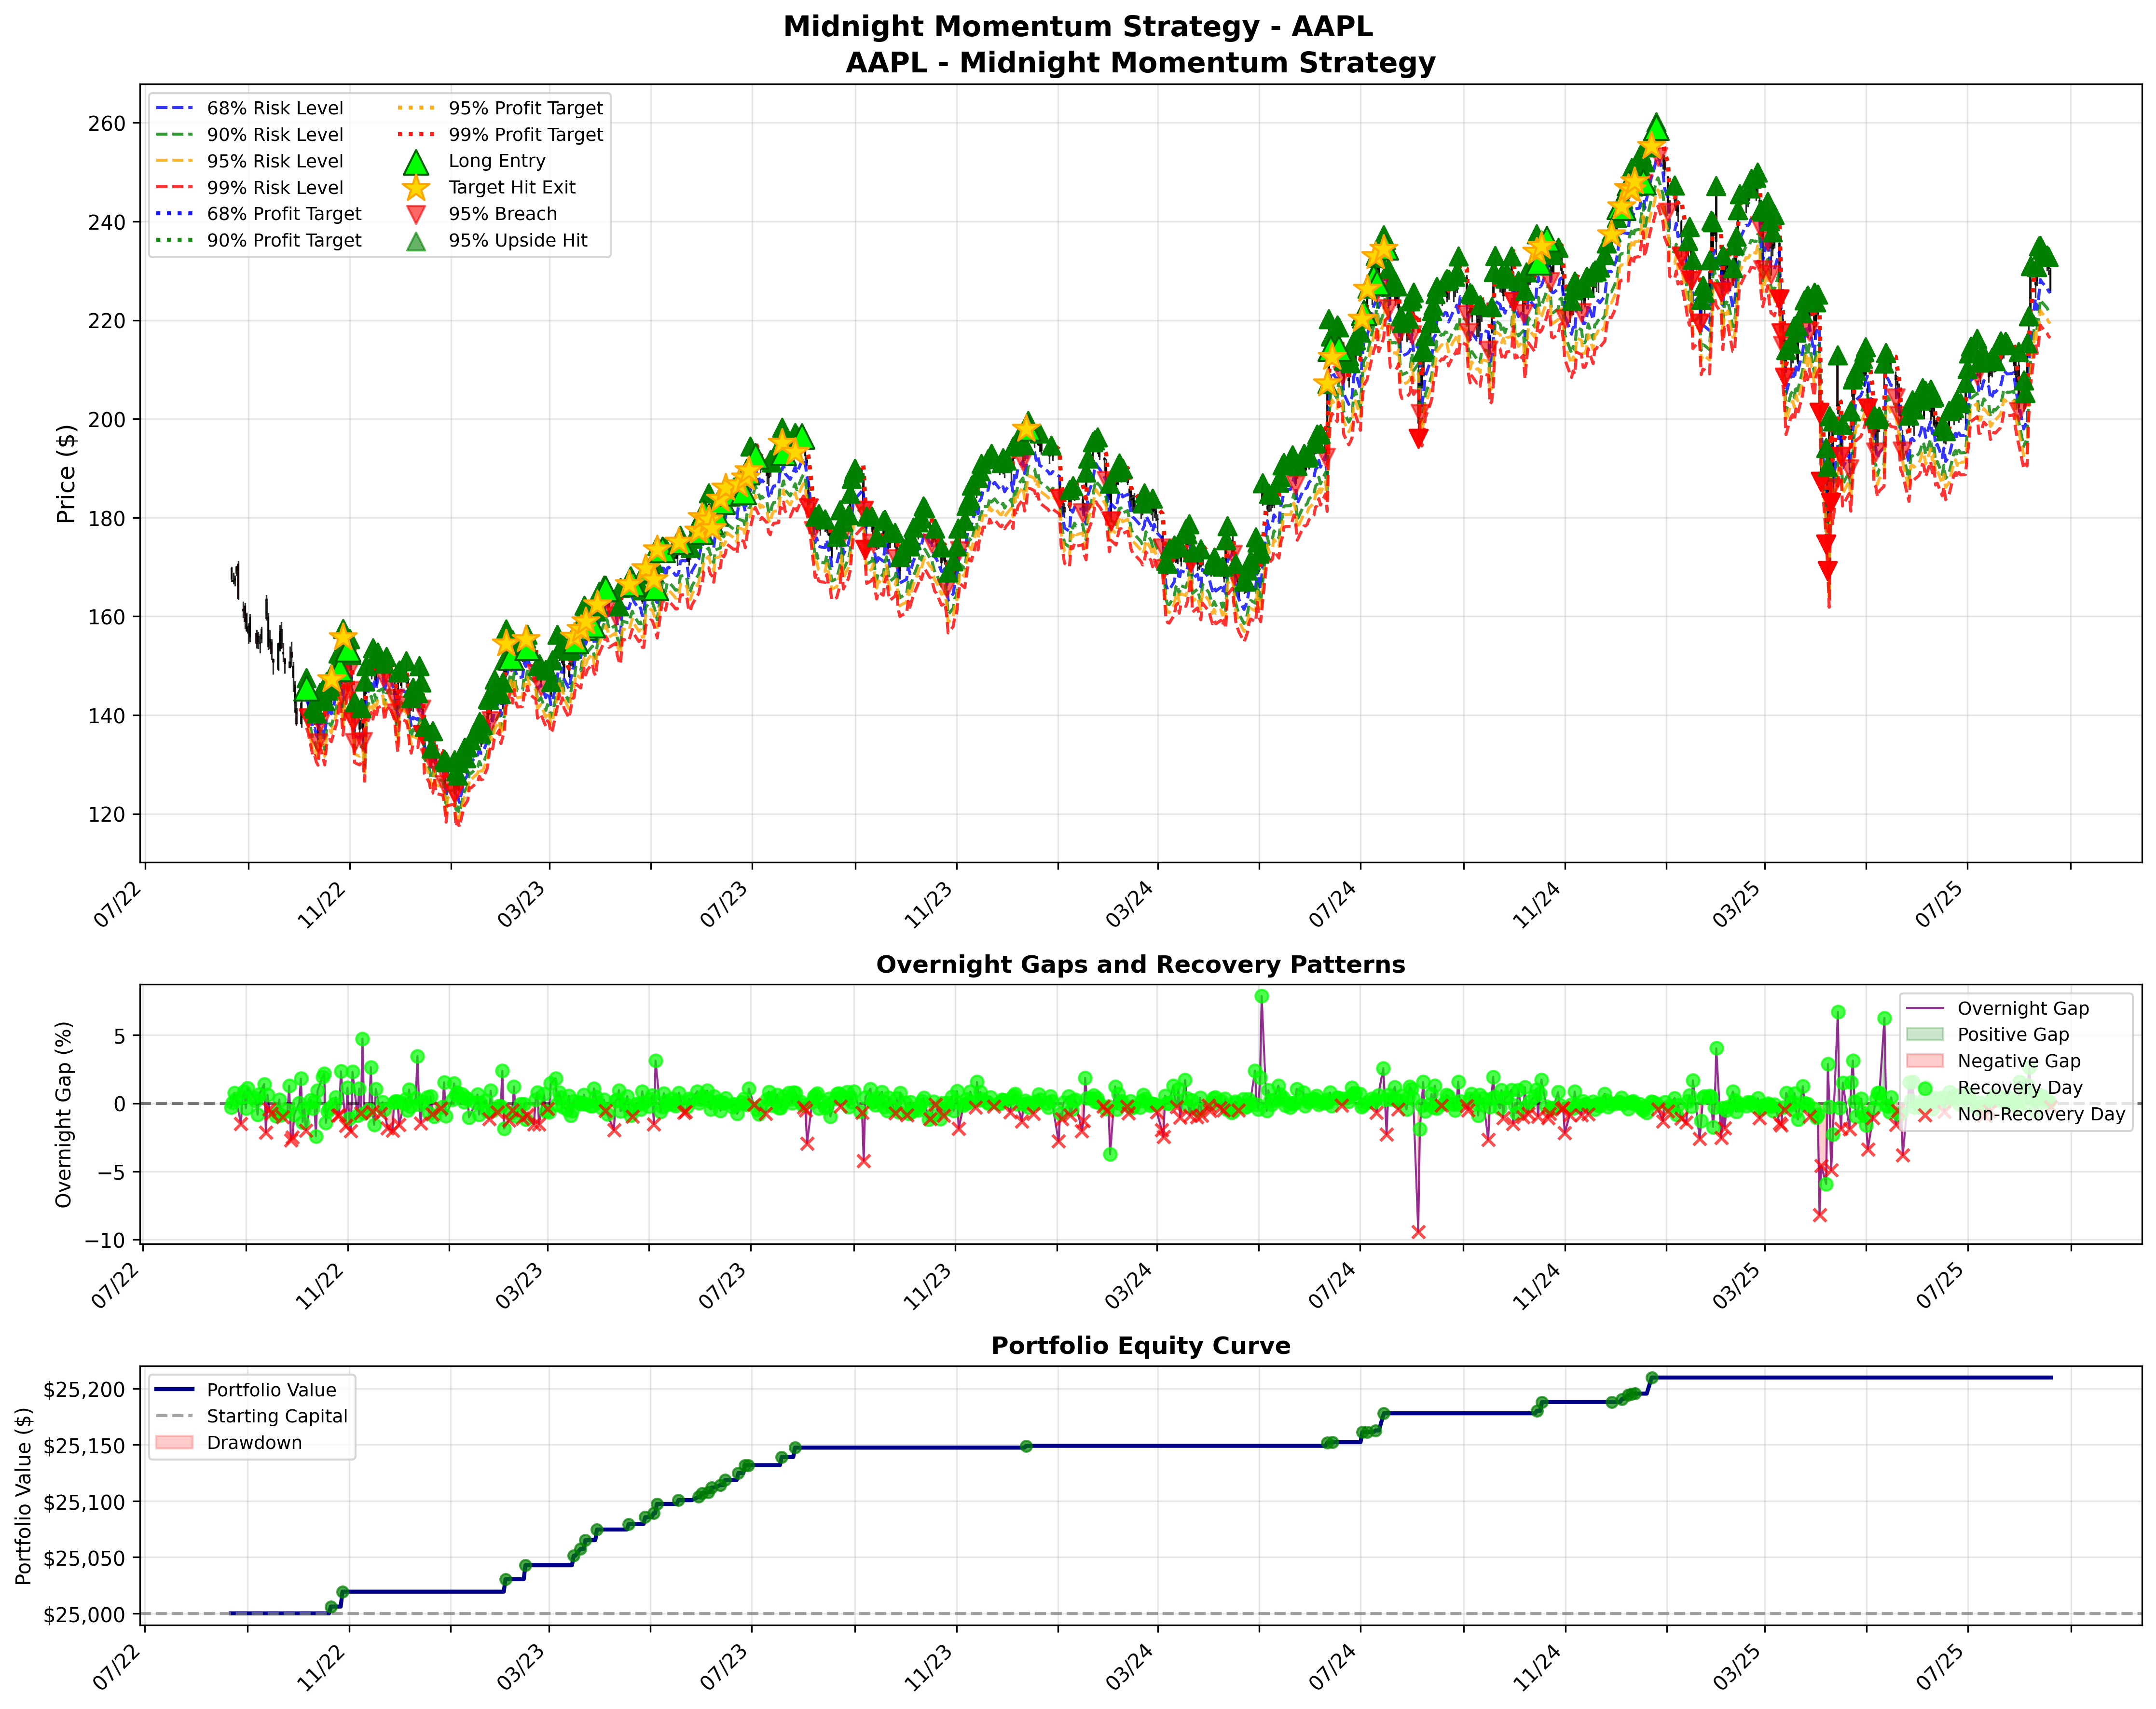 Midnight Momentum Strategy - AAPL
AAPL - Midnight Momentum Strategy
68% Risk Level
90% Risk Level
95% Risk Level
99% Risk Level
68% Profit Target
90% Profit Target
95% Profit Target
99% Profit Target
Long Entry
Target Hit Exit
95% Breach
95% Upside Hit
Price ($)
260
240
220
200
180
160
140
120
07/22
11/22
03/23
07/23
11/23
03/24
07/24
11/24
03/25
07/25
Overnight Gaps and Recovery Patterns
Overnight Gap (%)
5
0
−5
−10
Overnight Gap
Positive Gap
Negative Gap
Recovery Day
Non-Recovery Day
07/22
11/22
03/23
07/23
11/23
03/24
07/24
11/24
03/25
07/25
Portfolio Equity Curve
Portfolio Value ($)
$25,200
$25,150
$25,100
$25,050
$25,000
Portfolio Value
Starting Capital
Drawdown
07/22
11/22
03/23
07/23
11/23
03/24
07/24
11/24
03/25
07/25